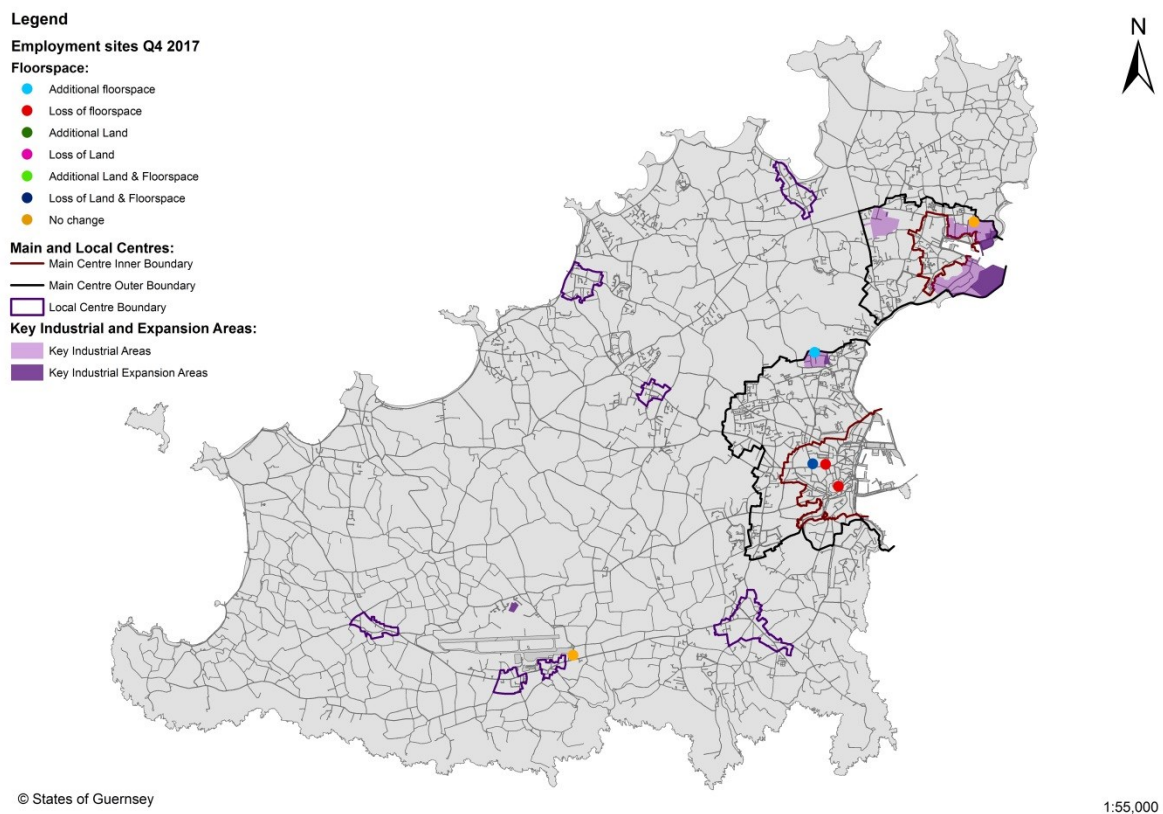 Legend
Employment sites Q4 2017
Floorspace:
Additional floorspace
Loss of floorspace
Additional Land
Loss of Land
Additional Land & Floorspace
Loss of Land & Floorspace
No change
Main and Local Centres:
Main Centre Inner Boundary
Main Centre Outer Boundary
Local Centre Boundary
Key Industrial and Expansion Areas:
Key Industrial Areas
Key Industrial Expansion Areas
N
© States of Guernsey
1:55,000